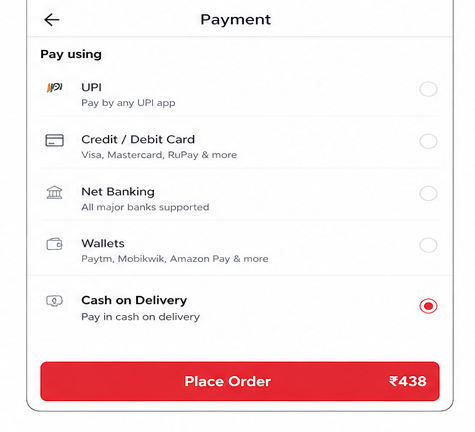 Payment
Pay using
UPI
UPI
Pay by any UPI app
Credit / Debit Card
Visa, Mastercard, RuPay & more
Net Banking
All major banks supported
Wallets
Paytm, Mobikwik, Amazon Pay & more
Cash on Delivery
Pay in cash on delivery
Place Order ₹438